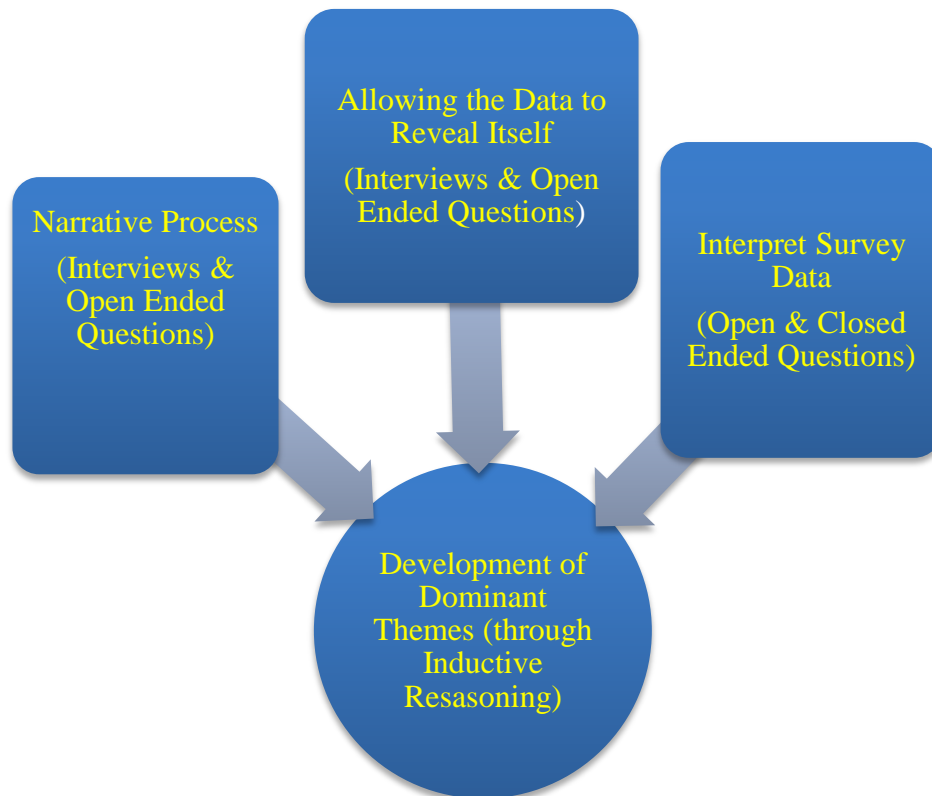 Narrative Process
(Interviews &
Open Ended
Questions)
Allowing the Data to
Reveal Itself
(Interviews & Open
Ended Questions)
Interpret Survey
Data
(Open & Closed
Ended Questions)
Development of
Dominant
Themes (through
Inductive
Resasoning)